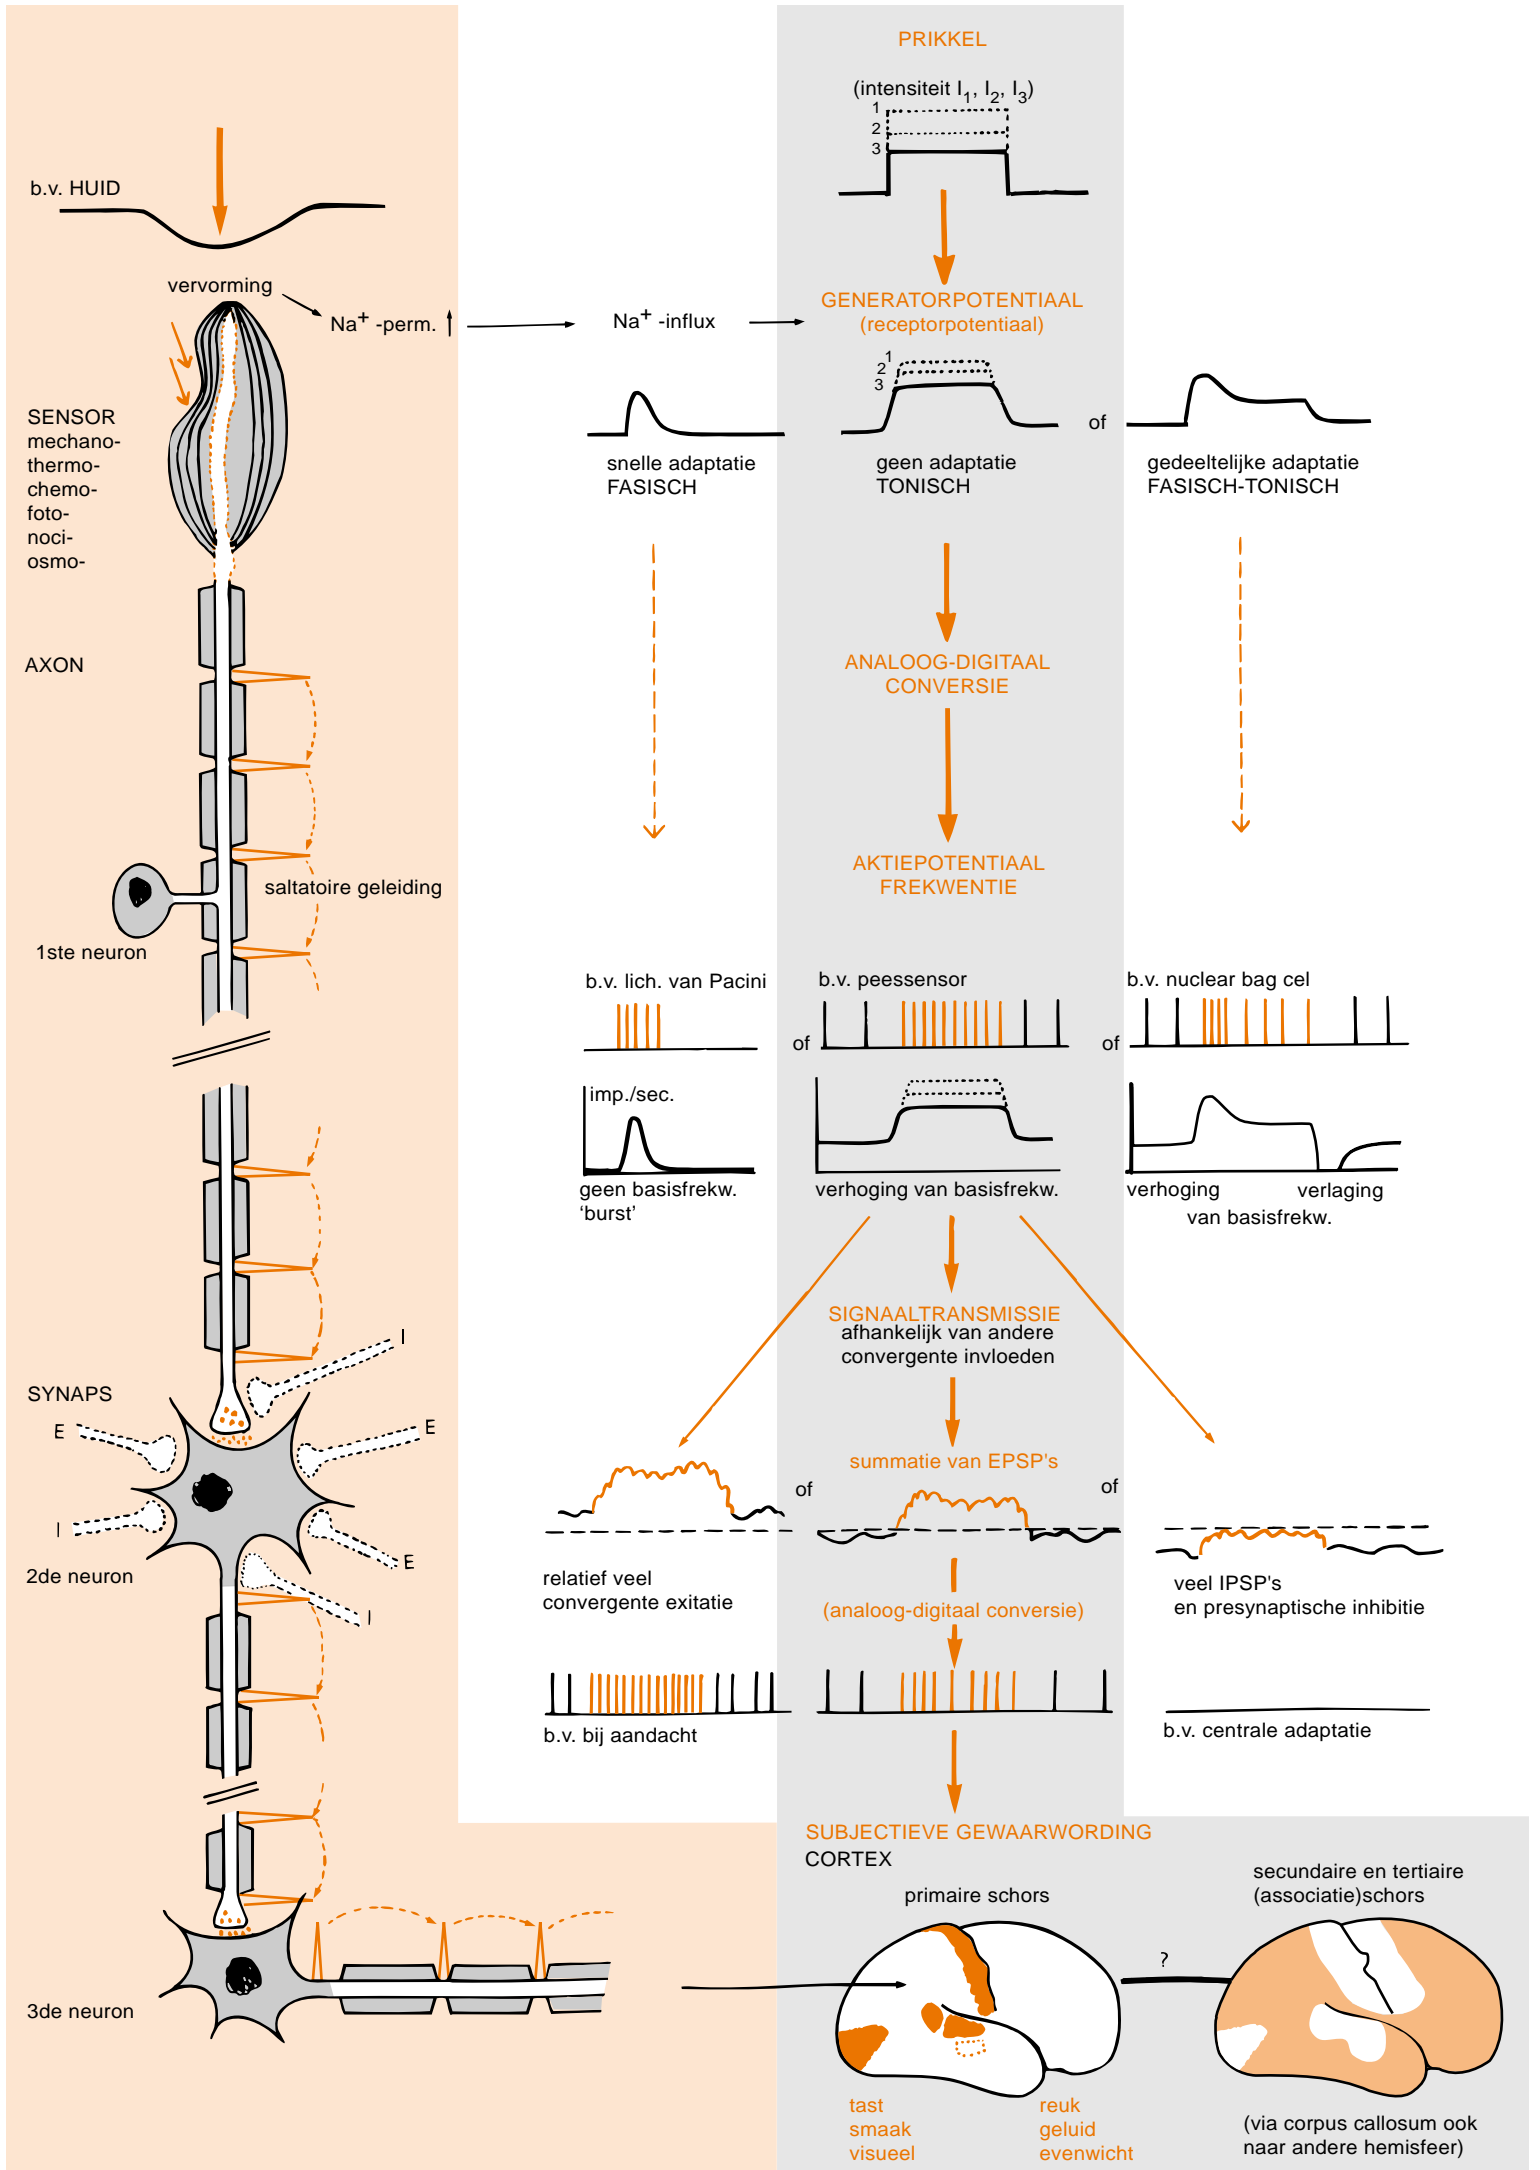 PRIKKEL
(intensiteit I1, I2, I3)
1
2
3
b.v. HUID
vervorming
Na+ -perm.
Na+ -influx
GENERATORPOTENTIAAL
(receptorpotentiaal)
1
2
3
of
SENSOR
mechano-
thermo-
chemo-
foto-
noci-
osmo-
snelle adaptatie
FASISCH
geen adaptatie
TONISCH
gedeeltelijke adaptatie
FASISCH-TONISCH
AXON
ANALOOG-DIGITAAL
CONVERSIE
AKTIEPOTENTIAAL
FREKWENTIE
saltatoire geleiding
1ste neuron
b.v. lich. van Pacini
b.v. peessensor
b.v. nuclear bag cel
of
of
imp./sec.
geen basisfrekw.
‘burst’
verhoging van basisfrekw.
verhoging
verlaging
van basisfrekw.
SIGNAALTRANSMISSIE
afhankelijk van andere
convergente invloeden
I
SYNAPS
E
E
I
E
I
2de neuron
summatie van EPSP's
of
of
relatief veel
convergente exitatie
veel IPSP's
en presynaptische inhibitie
(analoog-digitaal conversie)
b.v. bij aandacht
b.v. centrale adaptatie
SUBJECTIEVE GEWAARWORDING
CORTEX
primaire schors
secundaire en tertiaire
(associatie)schors
?
3de neuron
tast
smaak
visueel
reuk
geluid
evenwicht
(via corpus callosum ook
naar andere hemisfeer)